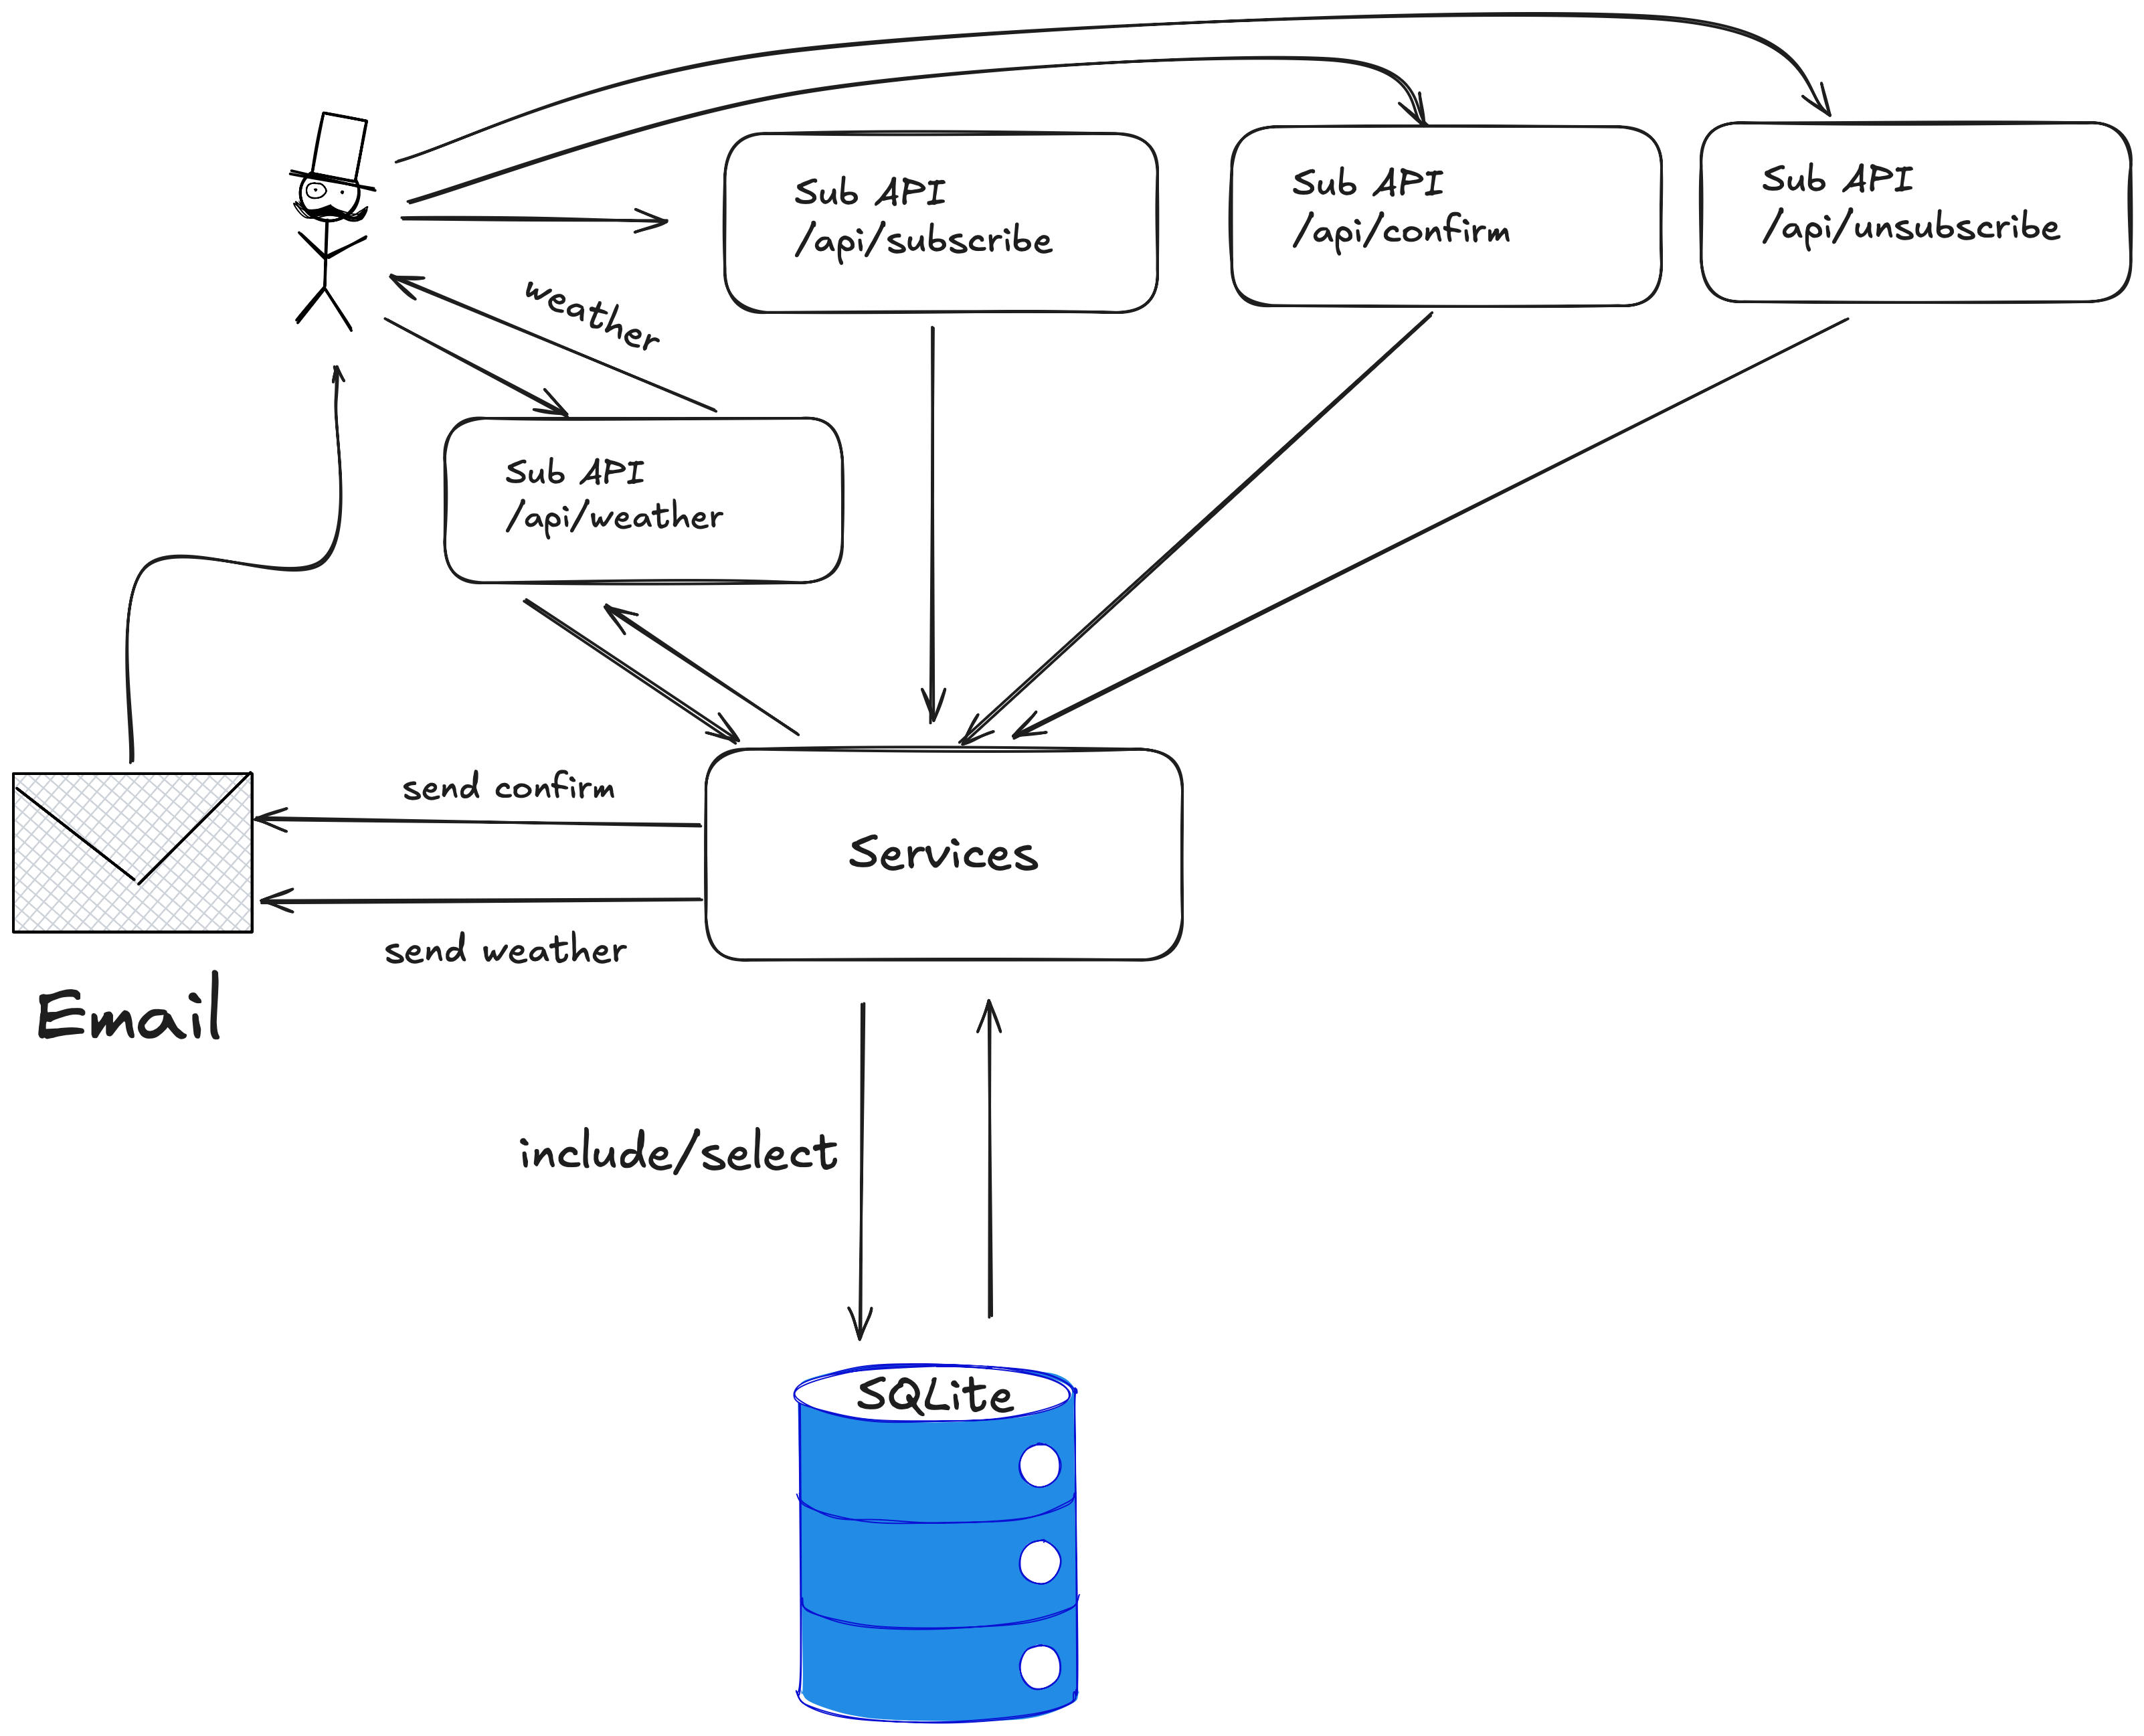 Sub API
/api/subscribe
Sub API
/api/confirm
Sub API
/api/unsubscribe
weather
Sub API
/api/weather
send confirm
Services
send weather
Email
include/select
SQLite